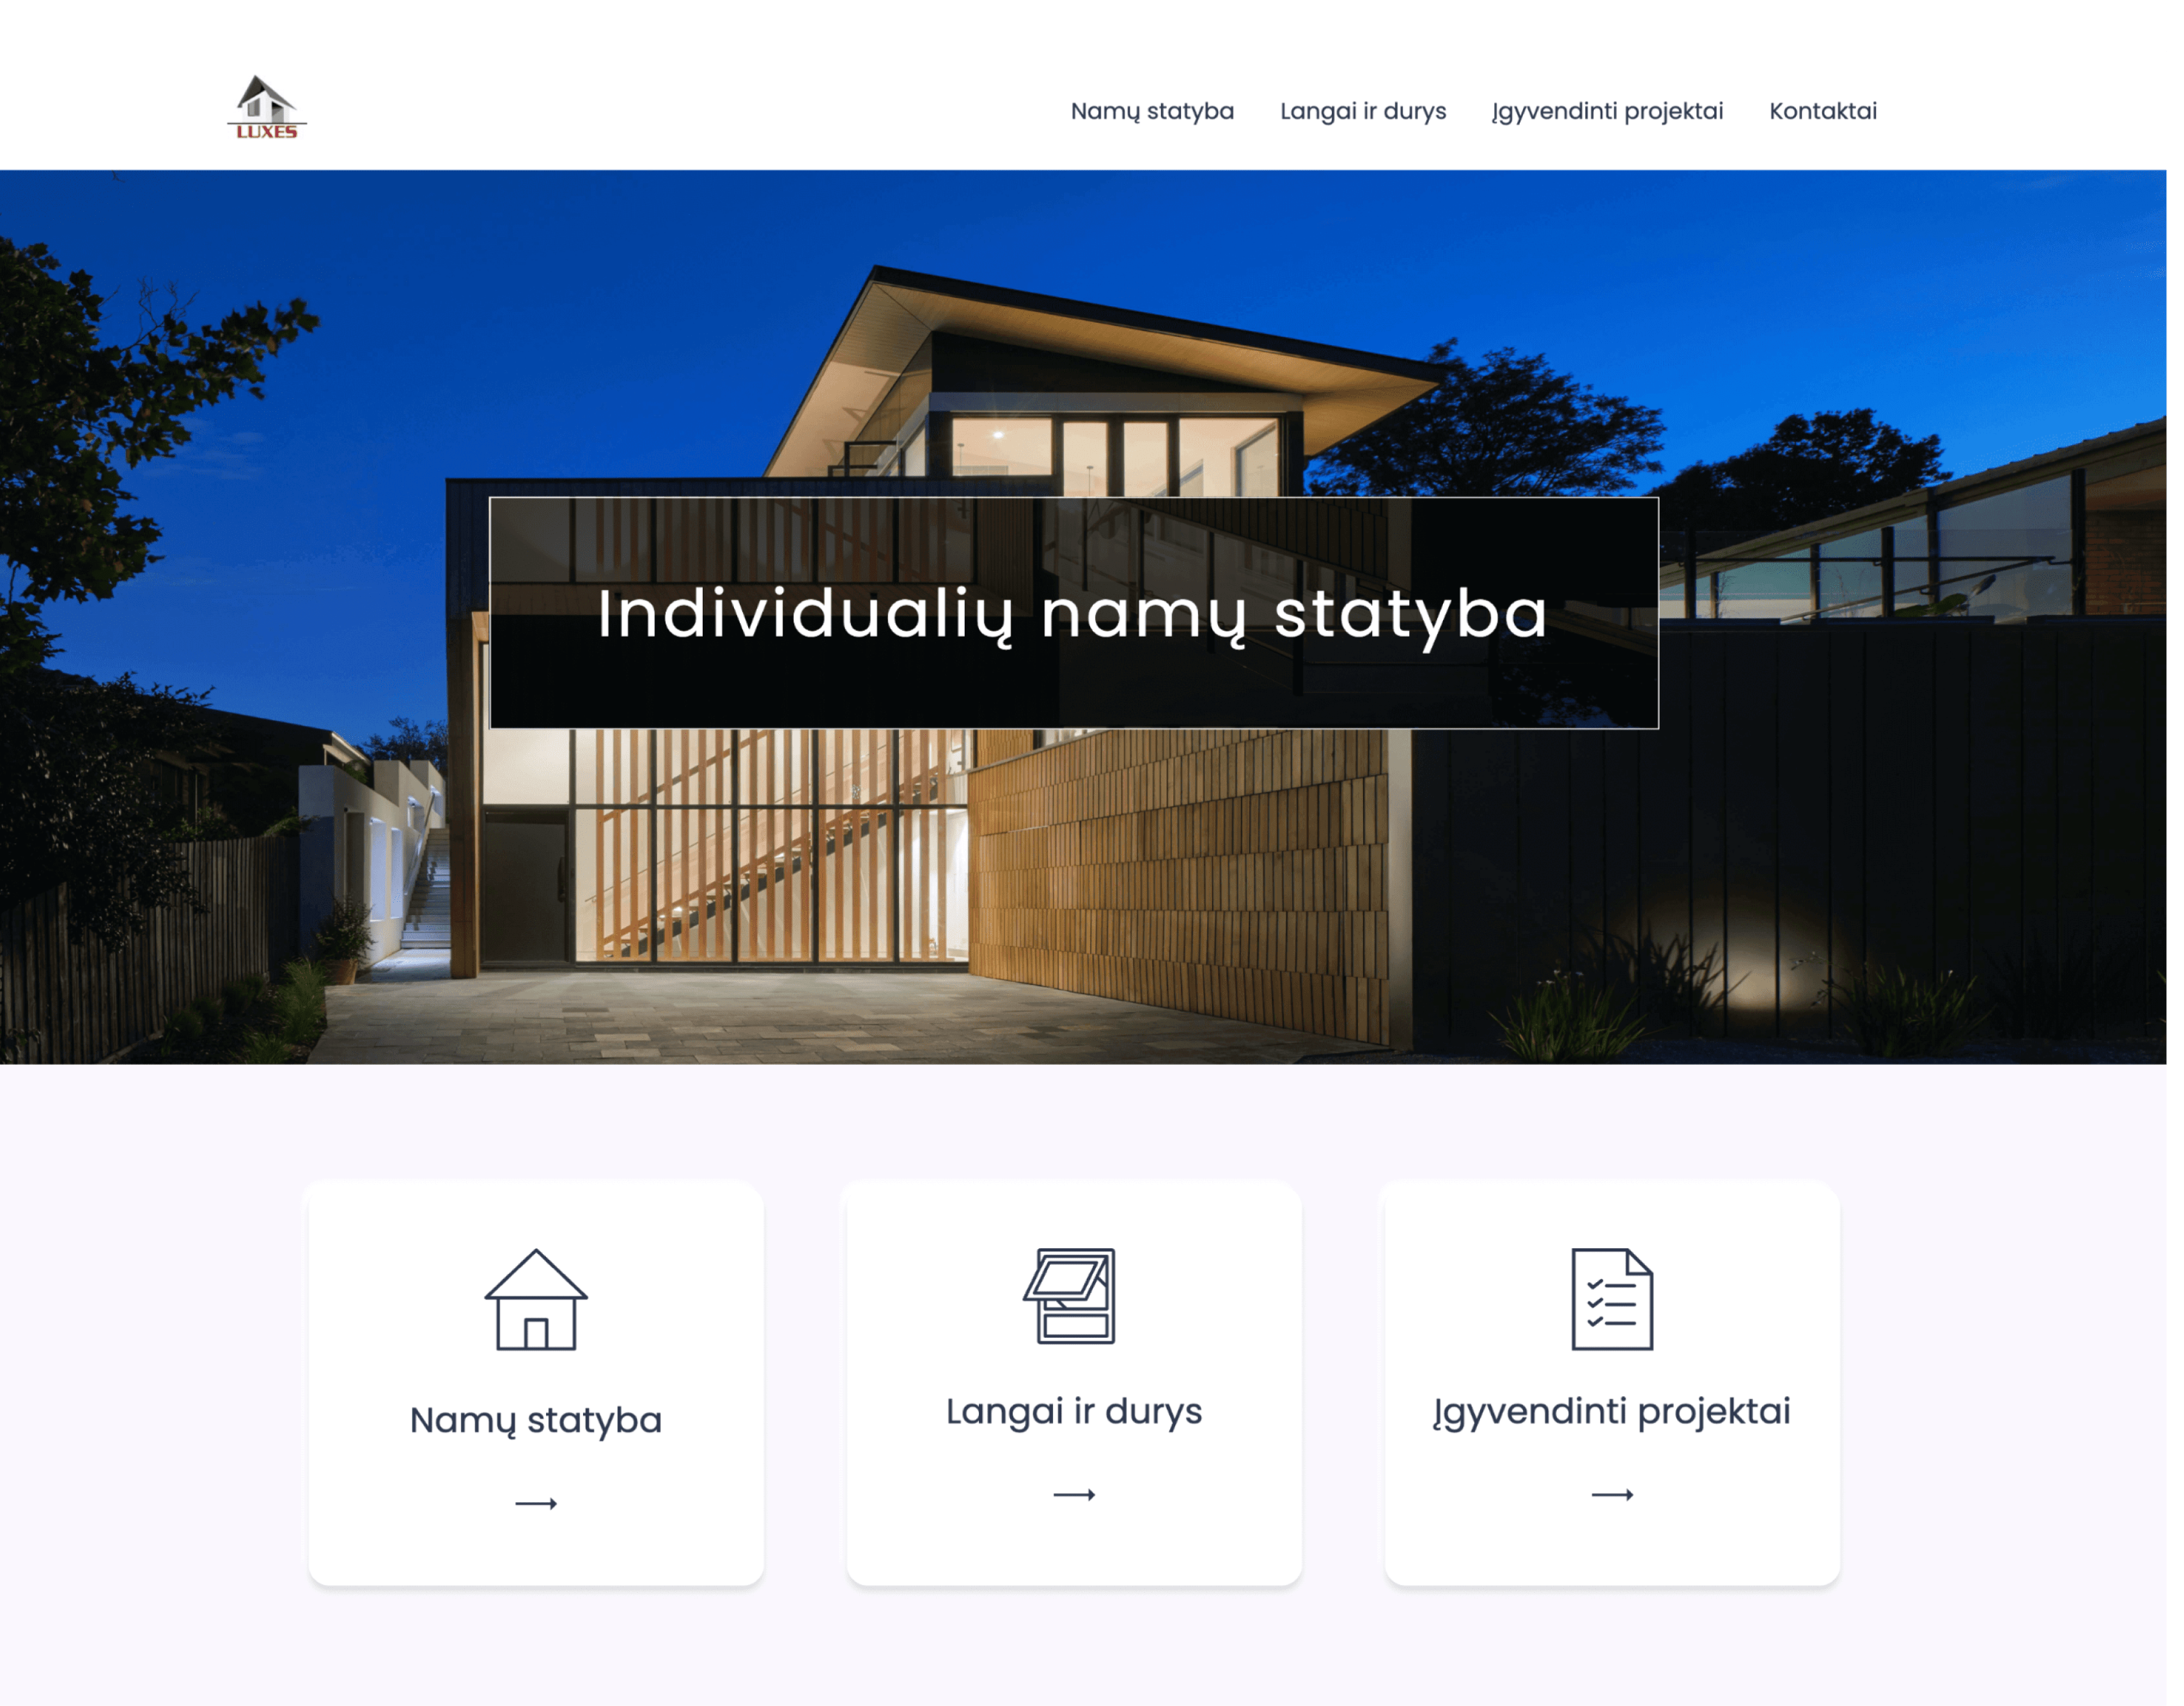 LUXES
Namų statyba
Langai ir durys
Įgyvendinti projektai
Kontaktai
Individualių namų statyba
Namų statyba
Langai ir durys
Įgyvendinti projektai